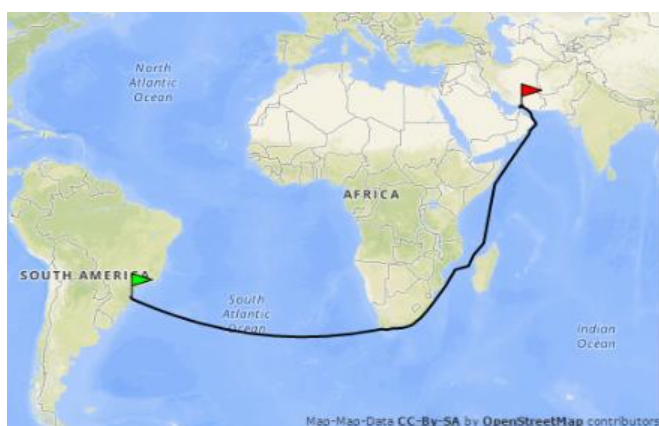 North
Atlantic
Ocean
AFRICA
SOUTH AMERICA
South
Atlantic
Ocean
Indian
Ocean
Map-Map-Data CC-By-SA by OpenStreetMap contributors